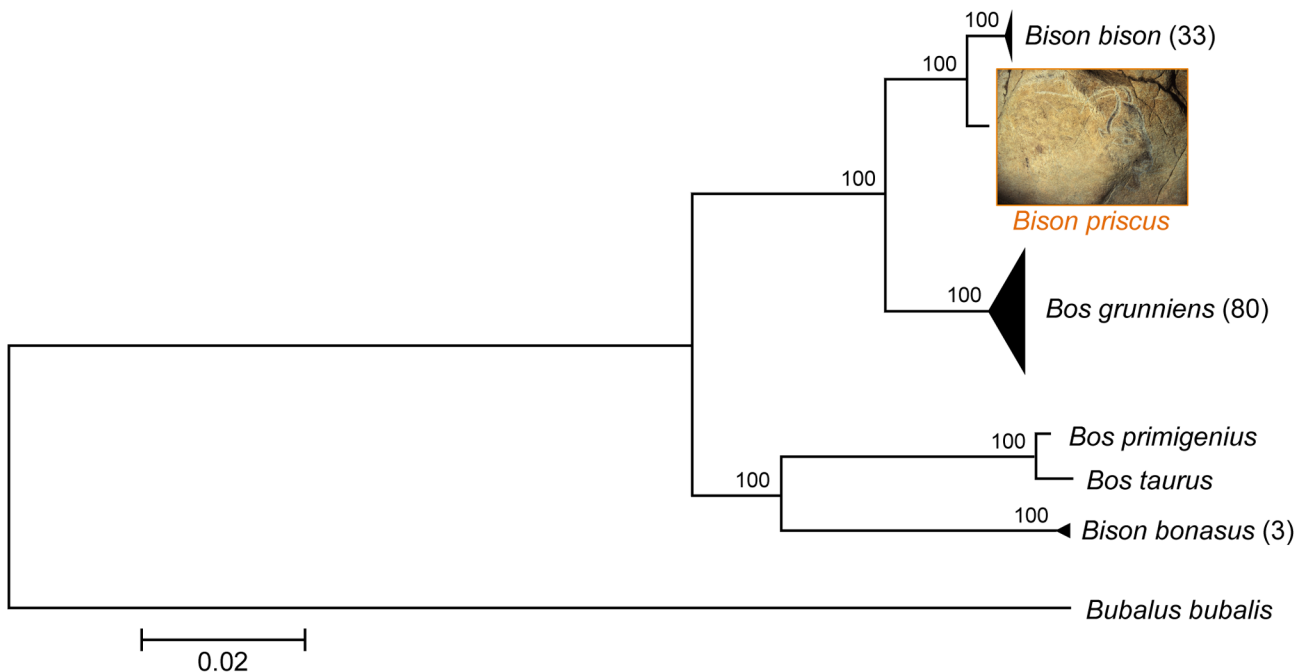 100
Bison bison (33)
100
Bison priscus
100
100
Bos grunniens (80)
Bos primigenius
100
Bos taurus
100
100
Bison bonasus (3)
Bubalus bubalis
0.02